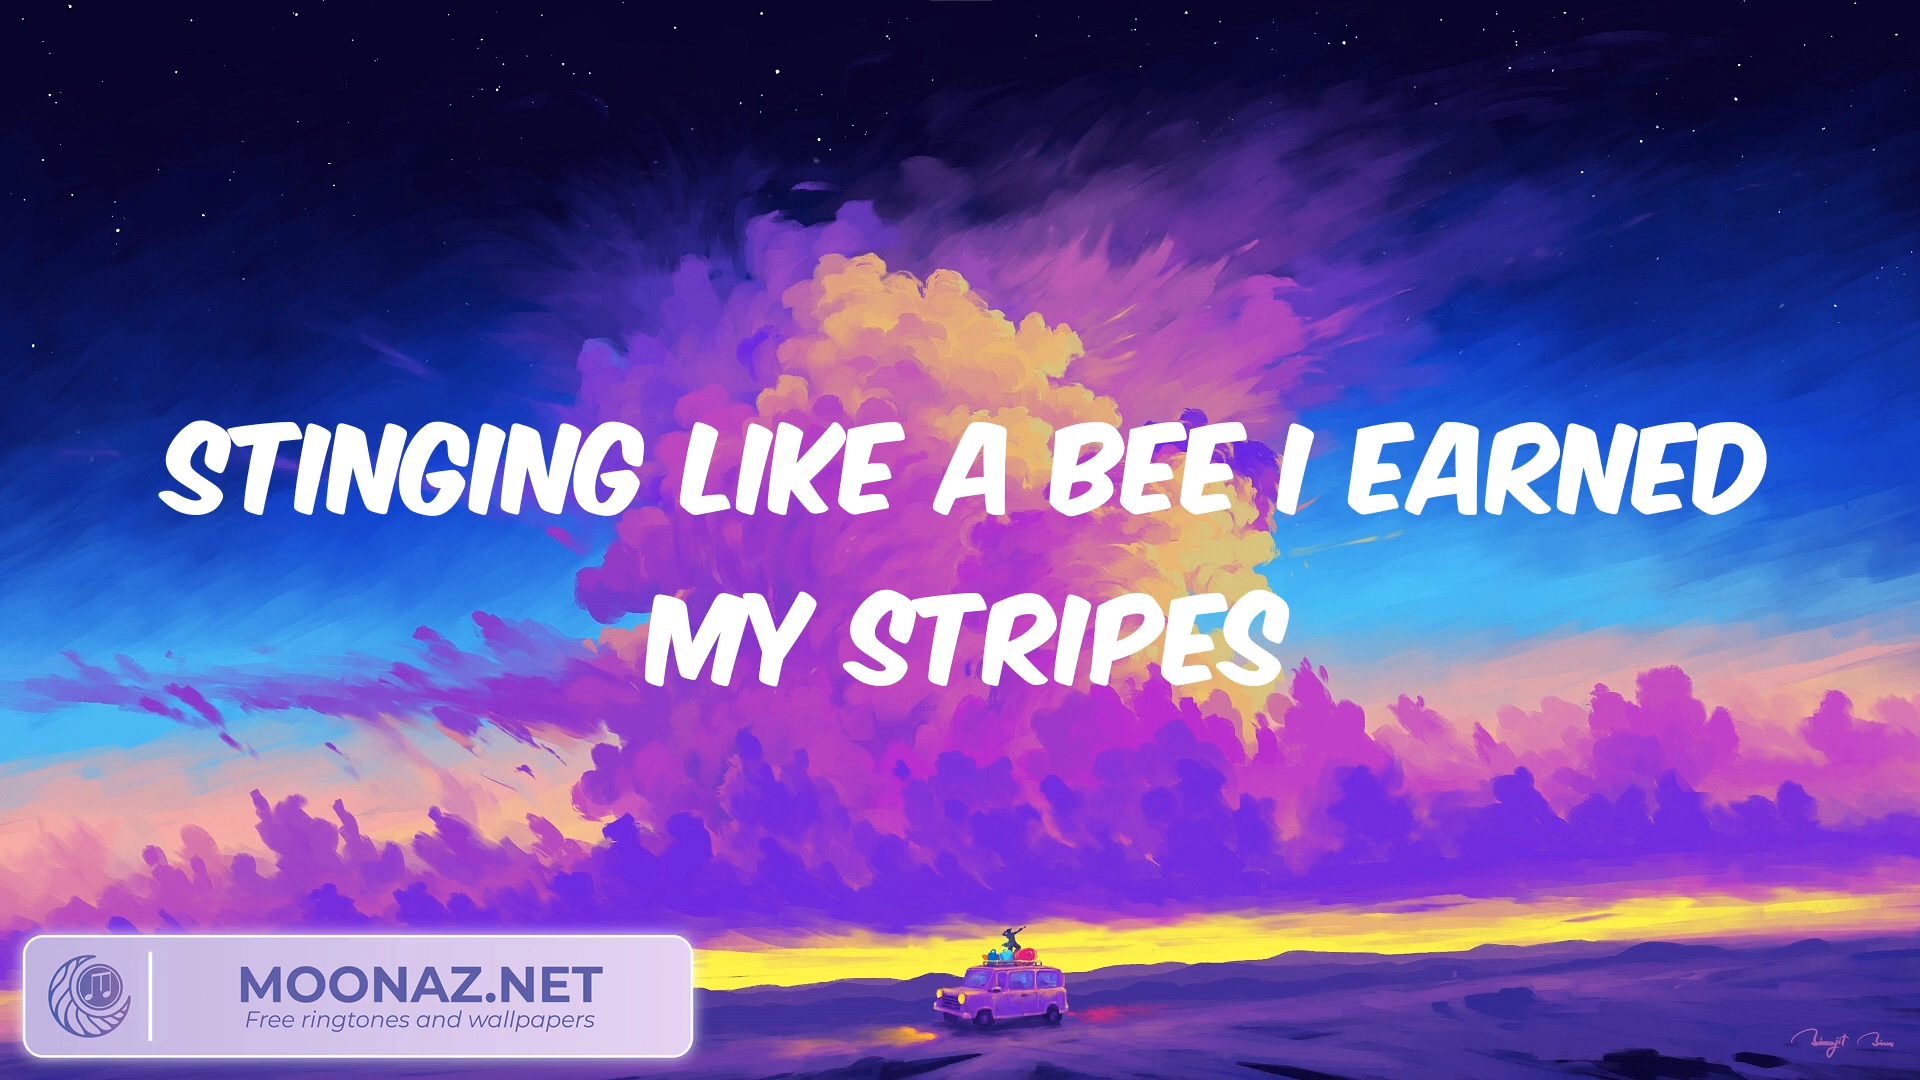 STINGING LIKE A BEE I EARNED
MY STRIPES
MOONAZ.NET
Free ringtones and wallpapers